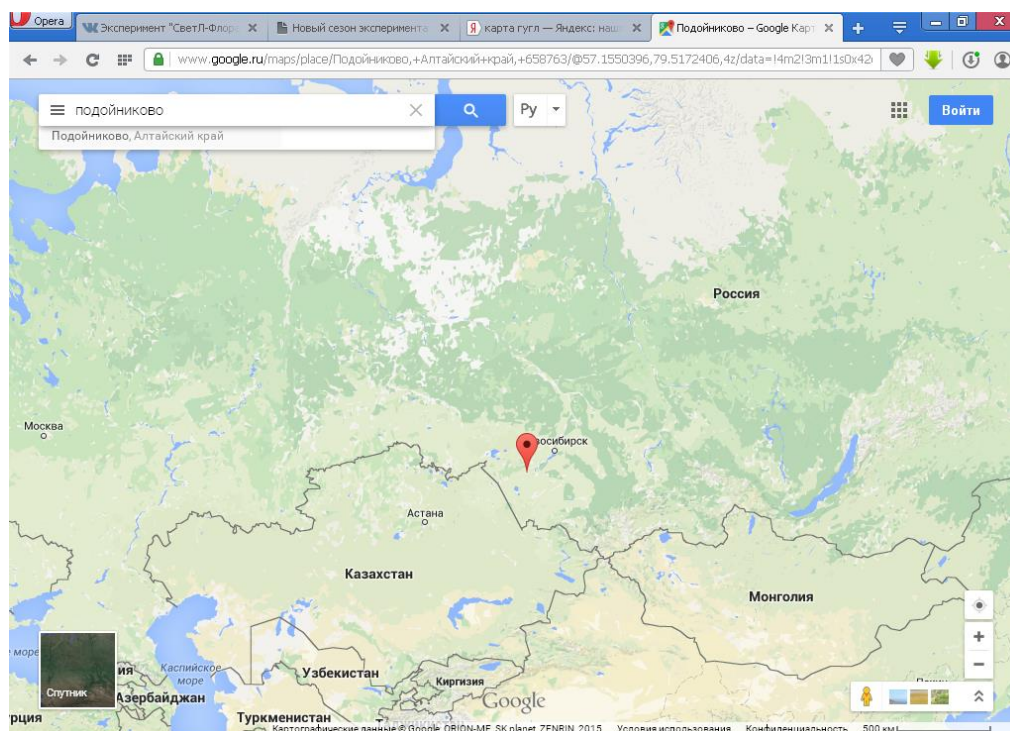 Opera
Эксперимент "СветЛ-Флор
Новый сезон эксперимента
карта гугл — Яндекс: наш
Подойниково – Google Карт
www.google.ru/maps/place/Подойниково,+Алтайский+край,+658763/@57.1550396,79.5172406,4z/data=!4m2!3m1!1s0x42
подойниково
Ру
Войти
Подойниково, Алтайский край
Россия
Москва
восибирск
Астана
Казахстан
Монголия
море
Каспийское
море
ия
Узбекистан
Киргизия
Спутник
Азербайджан
Google
рция
Туркменистан
Картографические данные © Google, ORION-ME, SK planet, ZENRIN, 2015 Условия использования Конфиденциальность 500 км